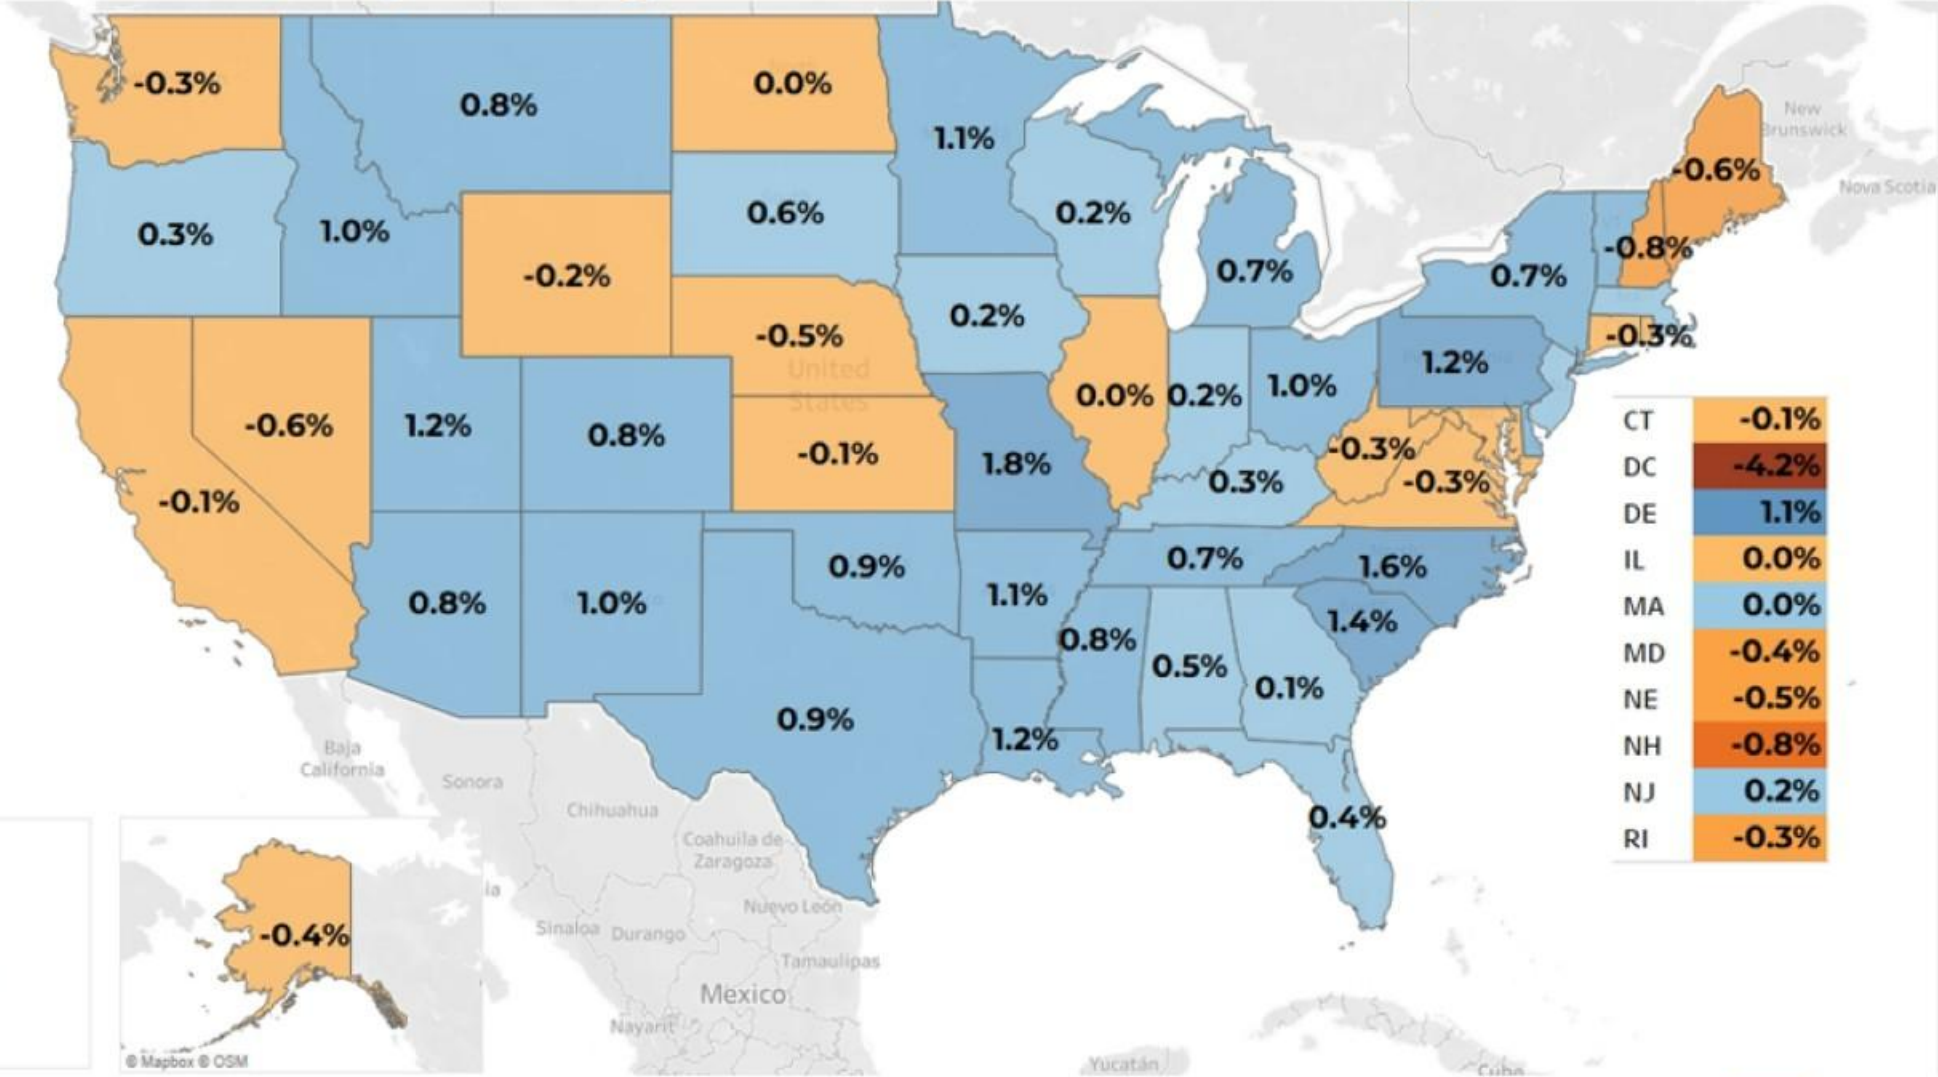 -0.3%
0.8%
0.0%
1.1%
New
Brunswick
-0.6%
Nova Scotia
0.3%
1.0%
-0.2%
0.6%
0.2%
0.7%
0.7%
-0.8%
-0.5%
0.2%
-0.3%
United
States
1.2%
-0.1%
-0.6%
1.2%
0.8%
-0.1%
1.8%
0.0%
0.2%
1.0%
0.3%
-0.3%
-0.3%
CT -0.1%
DC -4.2%
DE 1.1%
IL 0.0%
MA 0.0%
MD -0.4%
NE -0.5%
NH -0.8%
NJ 0.2%
RI -0.3%
0.8%
1.0%
0.9%
1.1%
0.7%
1.6%
0.8%
0.5%
0.1%
1.4%
0.9%
1.2%
0.4%
Baja
California
Sonora
Chihuahua
Coahuila de
Zaragoza
Nuevo León
Sinaloa
Durango
Tamaulipas
Mexico
Nayarit
Yucatán
Cuba
-0.4%
© Mapbox © OSM